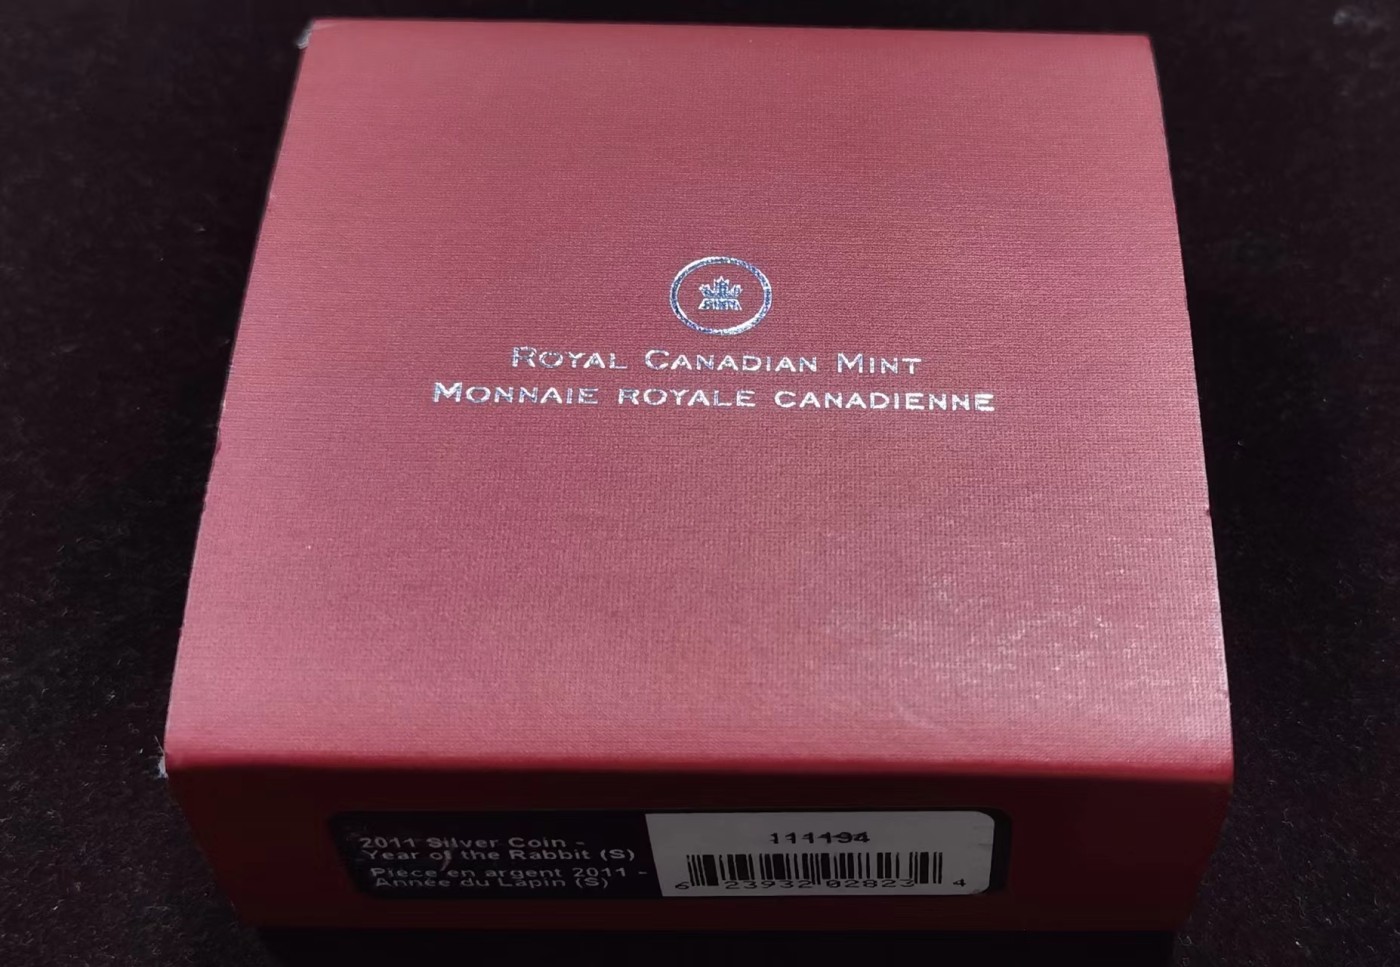 ROYAL CANADIAN MINT
MONNAIE ROYALE CANADIENNE
2011 Silver Coin -
Year of the Rabbit (S)
Pièce en argent 2011 -
Année du Lapin (S)
111194
6 23932 02823 4